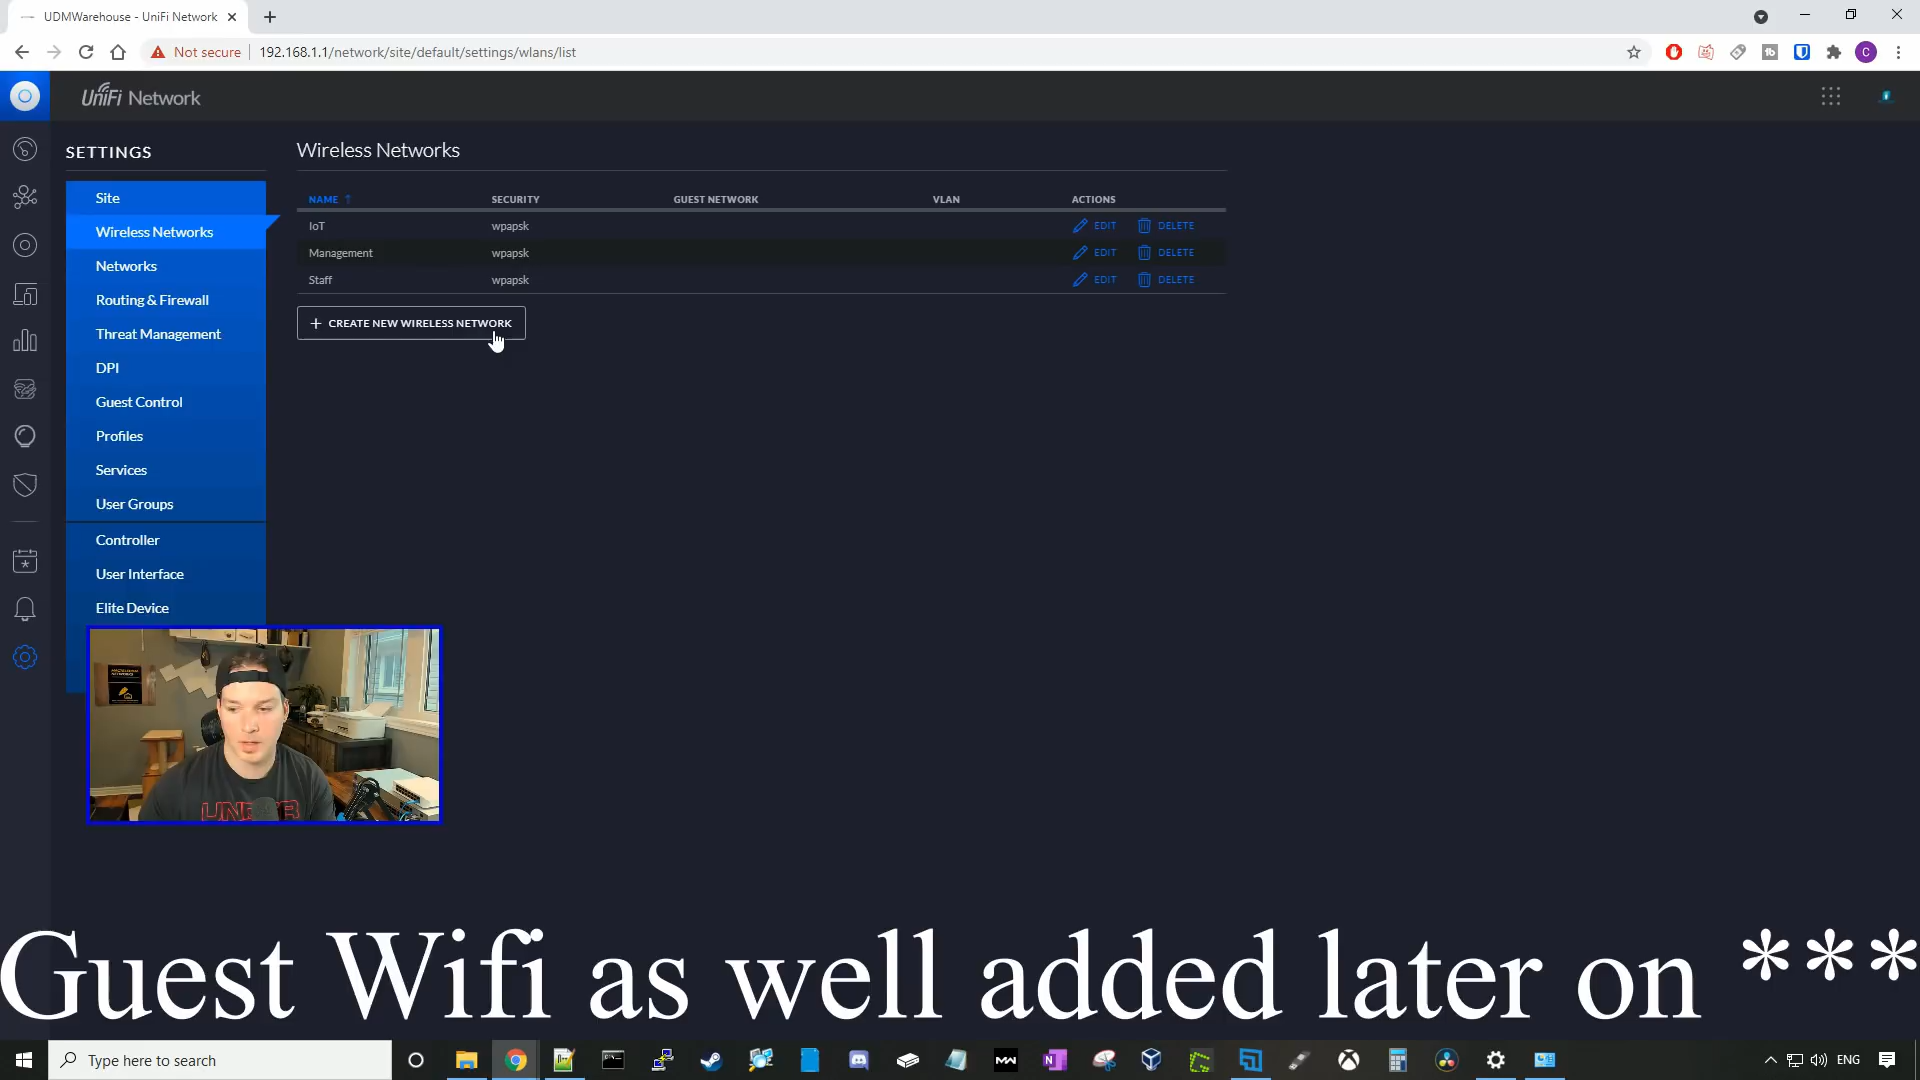 UDMWarehouse - UniFi Network
Not secure
192.168.1.1/network/site/default/settings/wlans/list
C
UniFi Network
SETTINGS
Site
Wireless Networks
Networks
Routing & Firewall
Threat Management
DPI
Guest Control
Profiles
Services
User Groups
Controller
User Interface
Elite Device
Wireless Networks
NAME SECURITY GUEST NETWORK VLAN ACTIONS
IoT wpapsk EDIT DELETE
Management wpapsk EDIT DELETE
Staff wpapsk EDIT DELETE
+ CREATE NEW WIRELESS NETWORK
Guest Wifi as well added later on ***
Type here to search
ENG